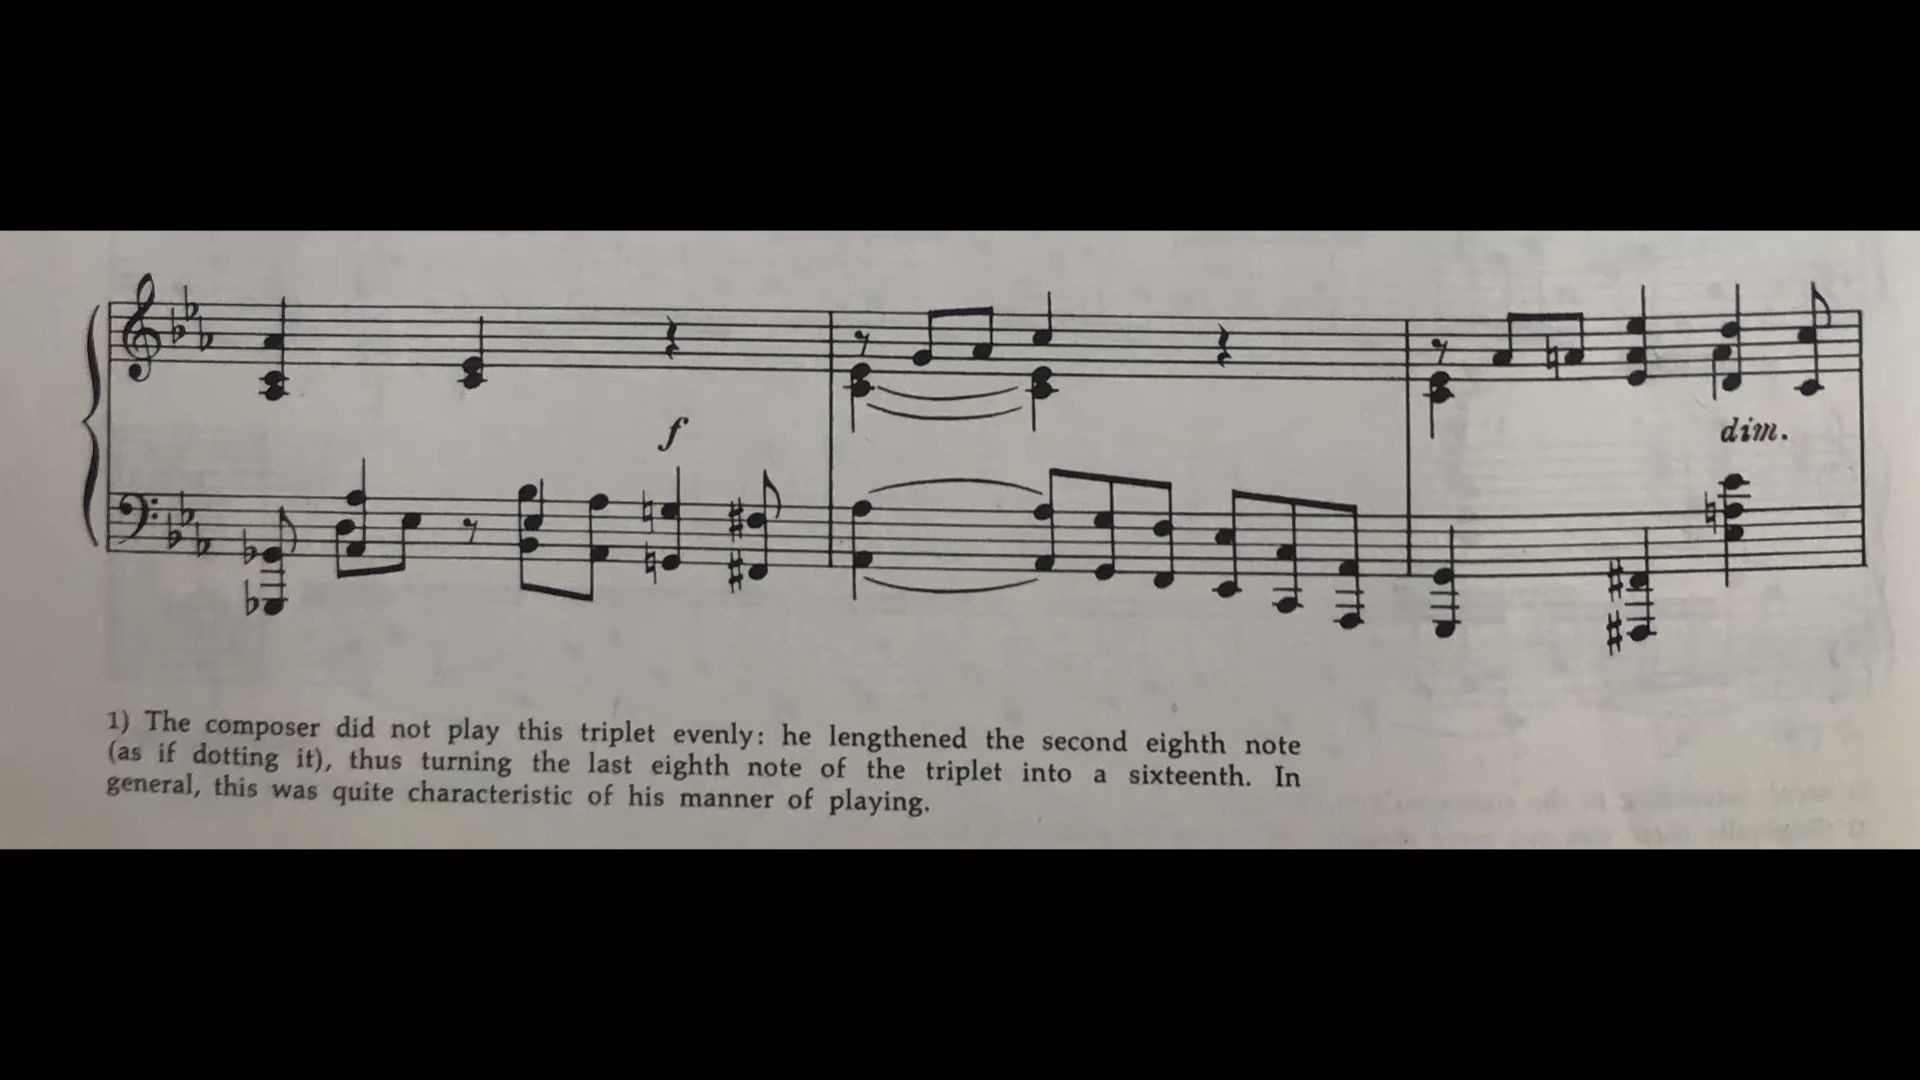 f
dim.
1) The composer did not play this triplet evenly: he lengthened the second eighth note
(as if dotting it), thus turning the last eighth note of the triplet into a sixteenth. In
general, this was quite characteristic of his manner of playing.